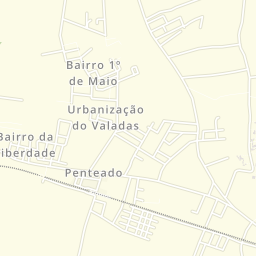 Bairro 1º
de Maio
Urbanização
do Valadas
Bairro da
iberdade
Penteado